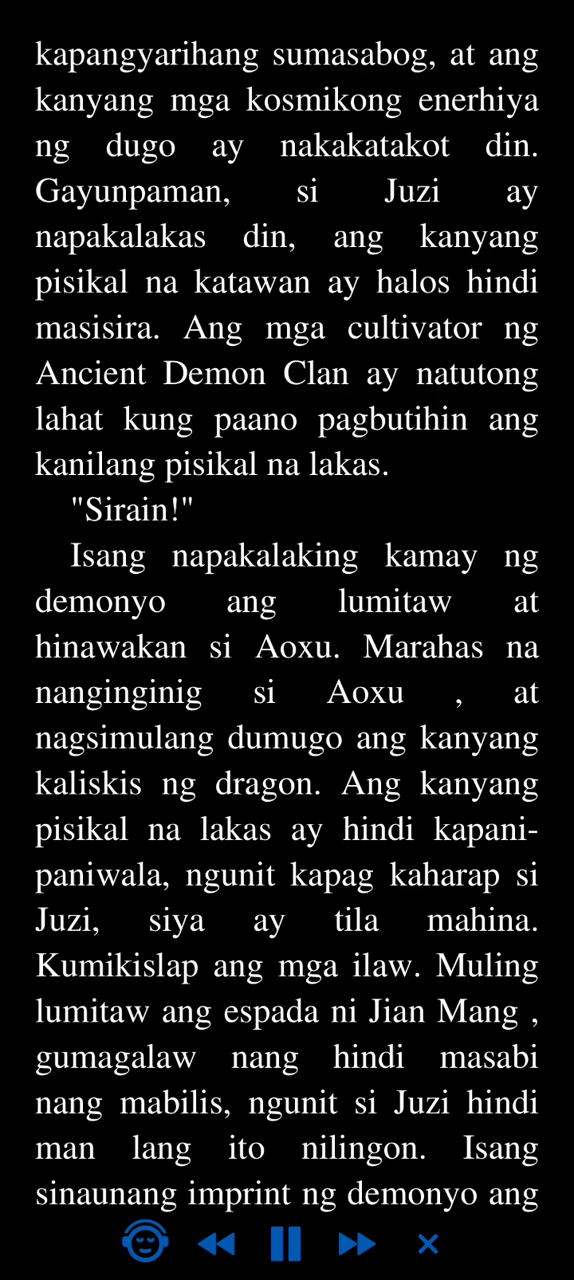 kapangyarihang sumasabog, at ang
kanyang mga kosmikong enerhiya
ng dugo ay nakakatakot din.
Gayunpaman, si Juzi ay
napakalakas din, ang kanyang
pisikal na katawan ay halos hindi
masisira. Ang mga cultivator ng
Ancient Demon Clan ay natutong
lahat kung paano pagbutihin ang
kanilang pisikal na lakas.
"Sirain!"
Isang napakalaking kamay ng
demonyo ang lumitaw at
hinawakan si Aoxu. Marahas na
nanginginig si Aoxu , at
nagsimulang dumugo ang kanyang
kaliskis ng dragon. Ang kanyang
pisikal na lakas ay hindi kapani-
paniwala, ngunit kapag kaharap si
Juzi, siya ay tila mahina.
Kumikislap ang mga ilaw. Muling
lumitaw ang espada ni Jian Mang ,
gumagalaw nang hindi masabi
nang mabilis, ngunit si Juzi hindi
man lang ito nilingon. Isang
sinaunang imprint ng demonyo ang